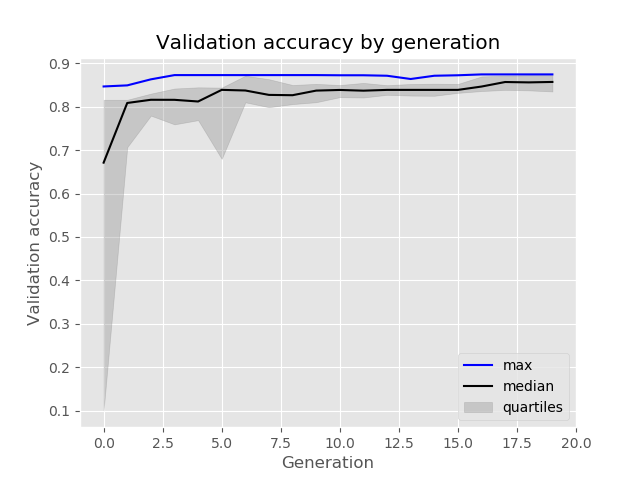 Validation accuracy by generation
0.9
0.8
0.7
0.6
0.5
0.4
0.3
0.2
0.1
Validation accuracy
max
median
quartiles
0.0 2.5 5.0 7.5 10.0 12.5 15.0 17.5 20.0
Generation